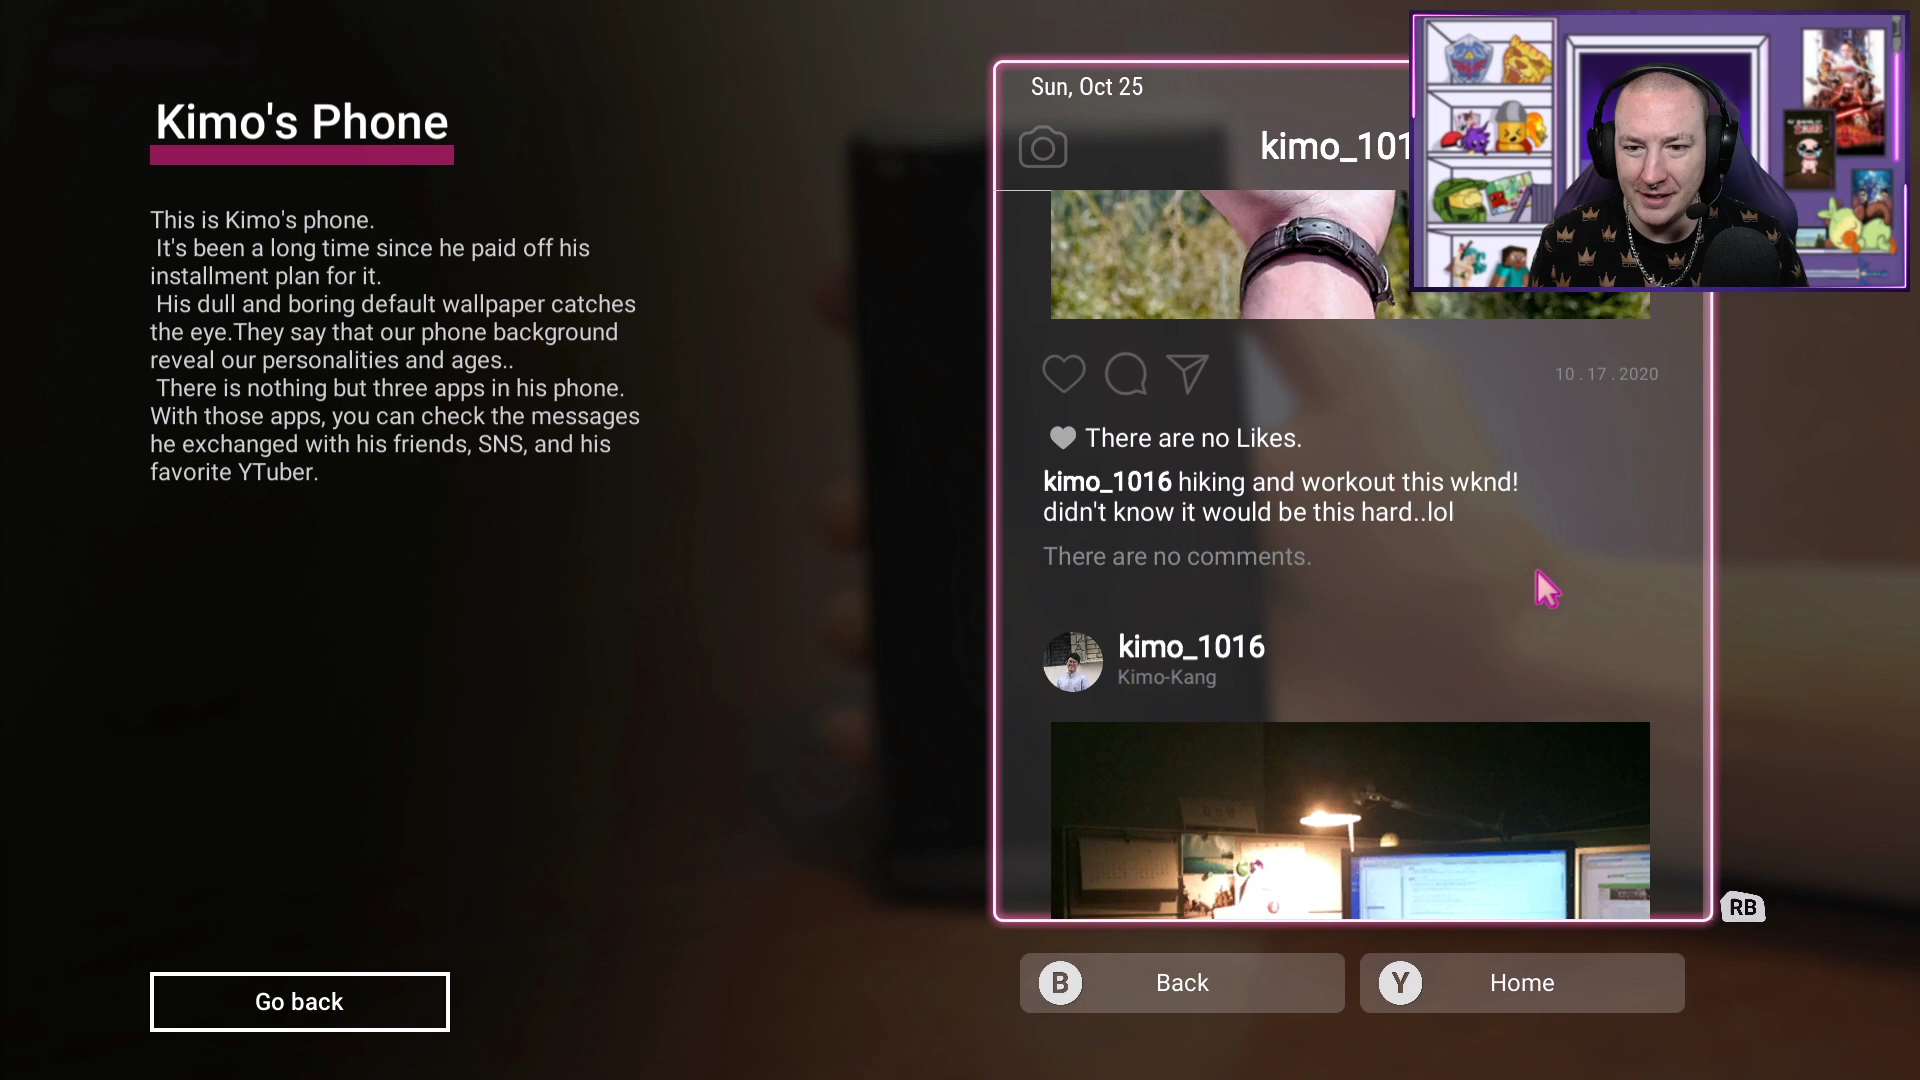 Kimo's Phone
This is Kimo's phone.
It's been a long time since he paid off his
installment plan for it.
His dull and boring default wallpaper catches
the eye.They say that our phone background
reveal our personalities and ages..
There is nothing but three apps in his phone.
With those apps, you can check the messages
he exchanged with his friends, SNS, and his
favorite YTuber.
Go back
Sun, Oct 25
kimo_101
10 . 17 . 2020
There are no Likes.
kimo_1016 hiking and workout this wknd!
didn't know it would be this hard..lol
There are no comments.
kimo_1016
Kimo-Kang
RB
B Back
Y Home